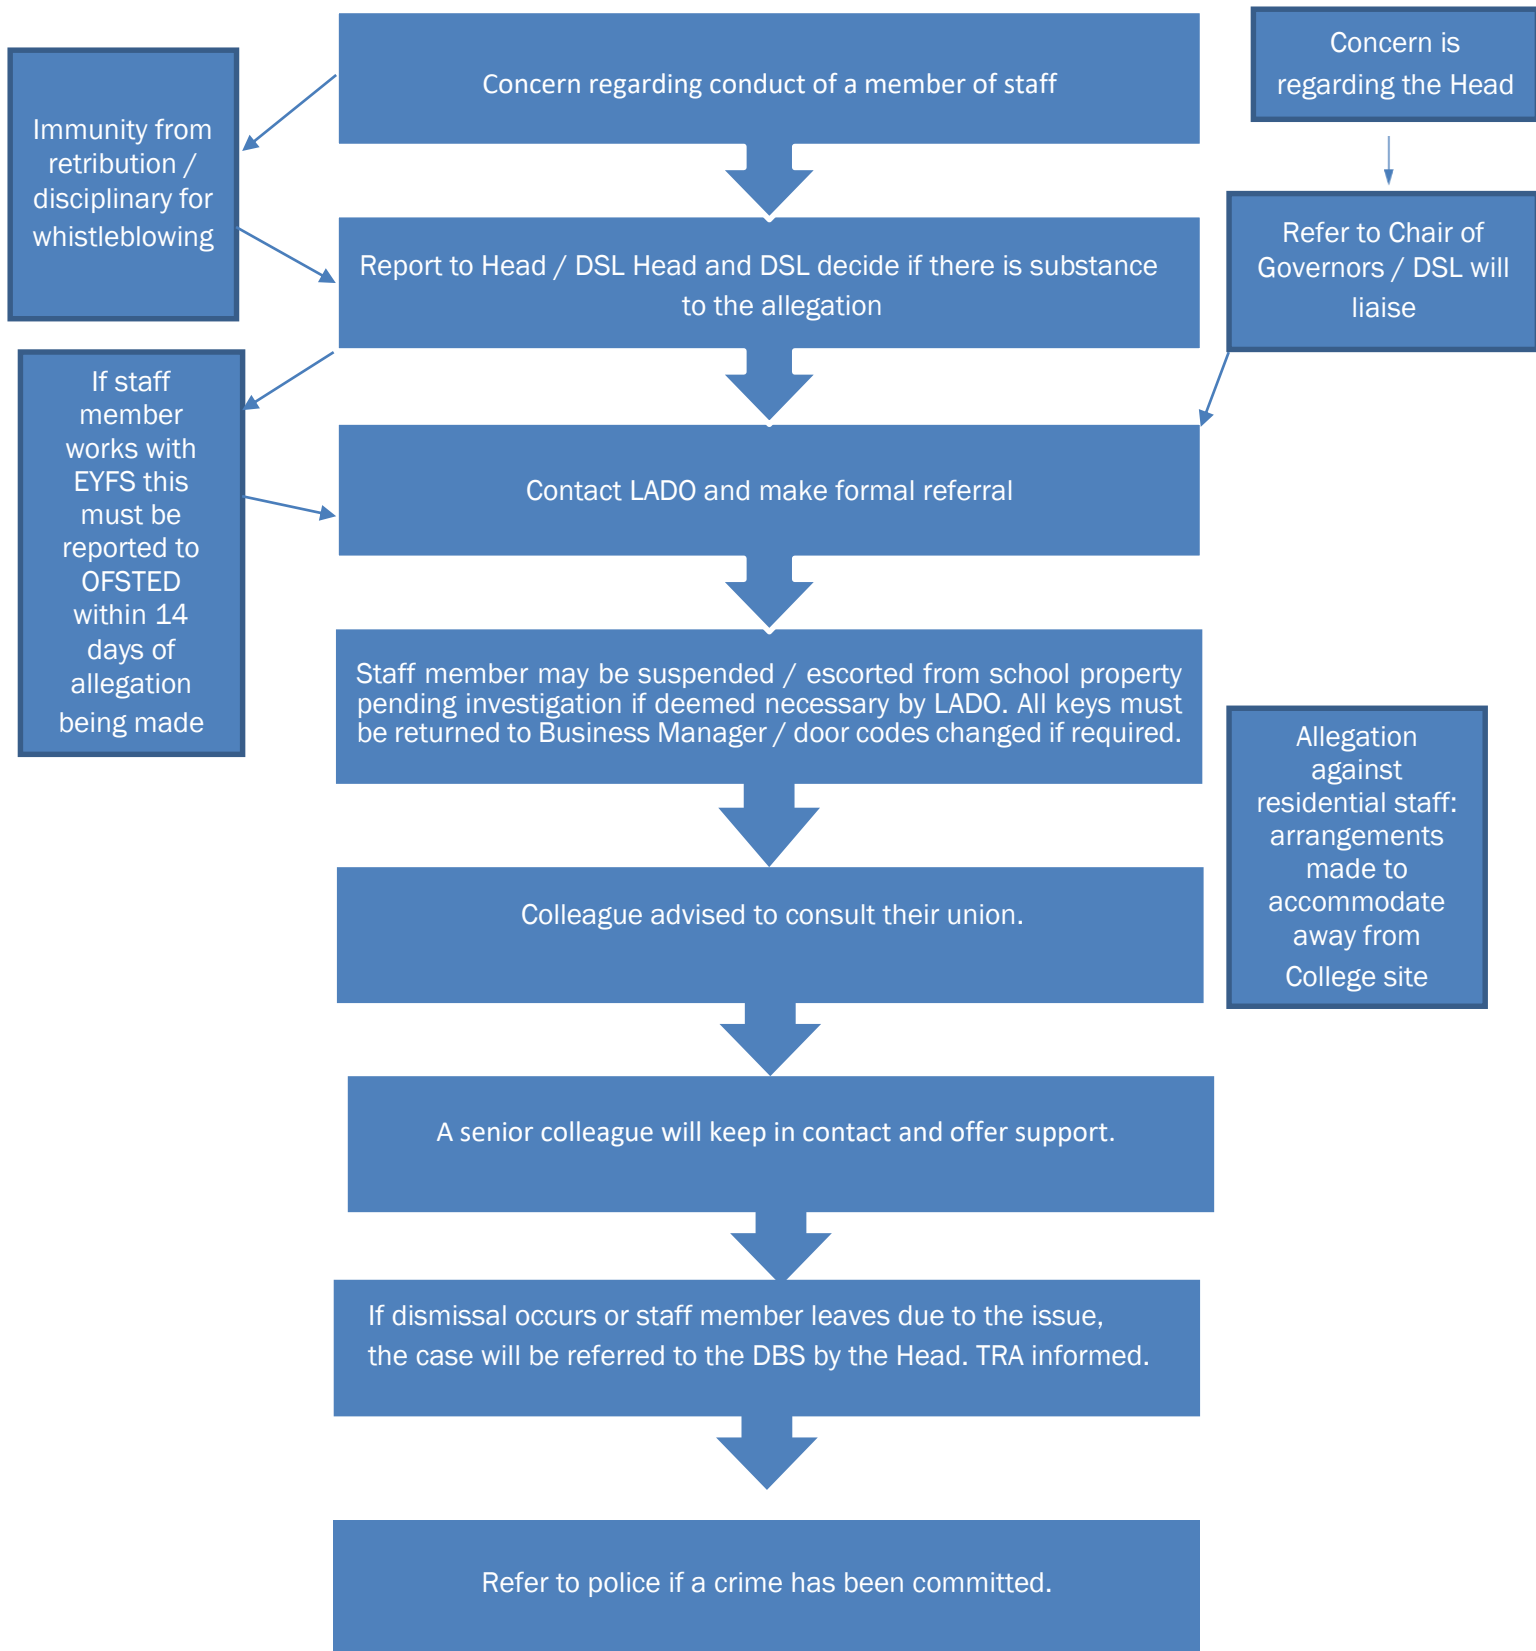 Concern regarding conduct of a member of staff
Concern is
regarding the Head
Immunity from
retribution /
disciplinary for
whistleblowing
Report to Head / DSL Head and DSL decide if there is substance
to the allegation
Refer to Chair of
Governors / DSL will
liaise
If staff
member
works with
EYFS this
must be
reported to
OFSTED
within 14
days of
allegation
being made
Contact LADO and make formal referral
Staff member may be suspended / escorted from school property
pending investigation if deemed necessary by LADO. All keys must
be returned to Business Manager / door codes changed if required.
Allegation
against
residential staff:
arrangements
made to
accommodate
away from
College site
Colleague advised to consult their union.
A senior colleague will keep in contact and offer support.
If dismissal occurs or staff member leaves due to the issue,
the case will be referred to the DBS by the Head. TRA informed.
Refer to police if a crime has been committed.